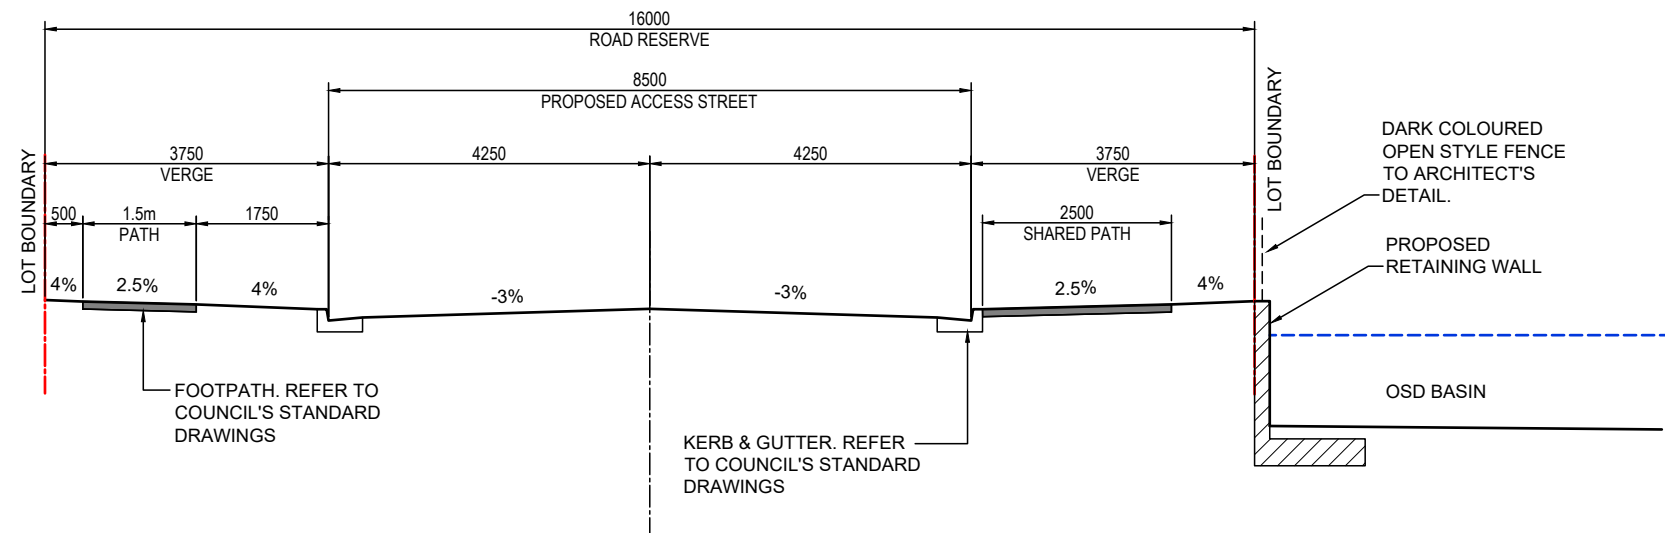 16000
ROAD RESERVE
8500
PROPOSED ACCESS STREET
LOT BOUNDARY
3750
VERGE
4250
4250
3750
VERGE
LOT BOUNDARY
DARK COLOURED
OPEN STYLE FENCE
TO ARCHITECT'S
DETAIL.
500
1.5m
PATH
1750
2500
SHARED PATH
PROPOSED
RETAINING WALL
4%
2.5%
4%
-3%
-3%
2.5%
4%
OSD BASIN
FOOTPATH. REFER TO
COUNCIL'S STANDARD
DRAWINGS
KERB & GUTTER. REFER
TO COUNCIL'S STANDARD
DRAWINGS